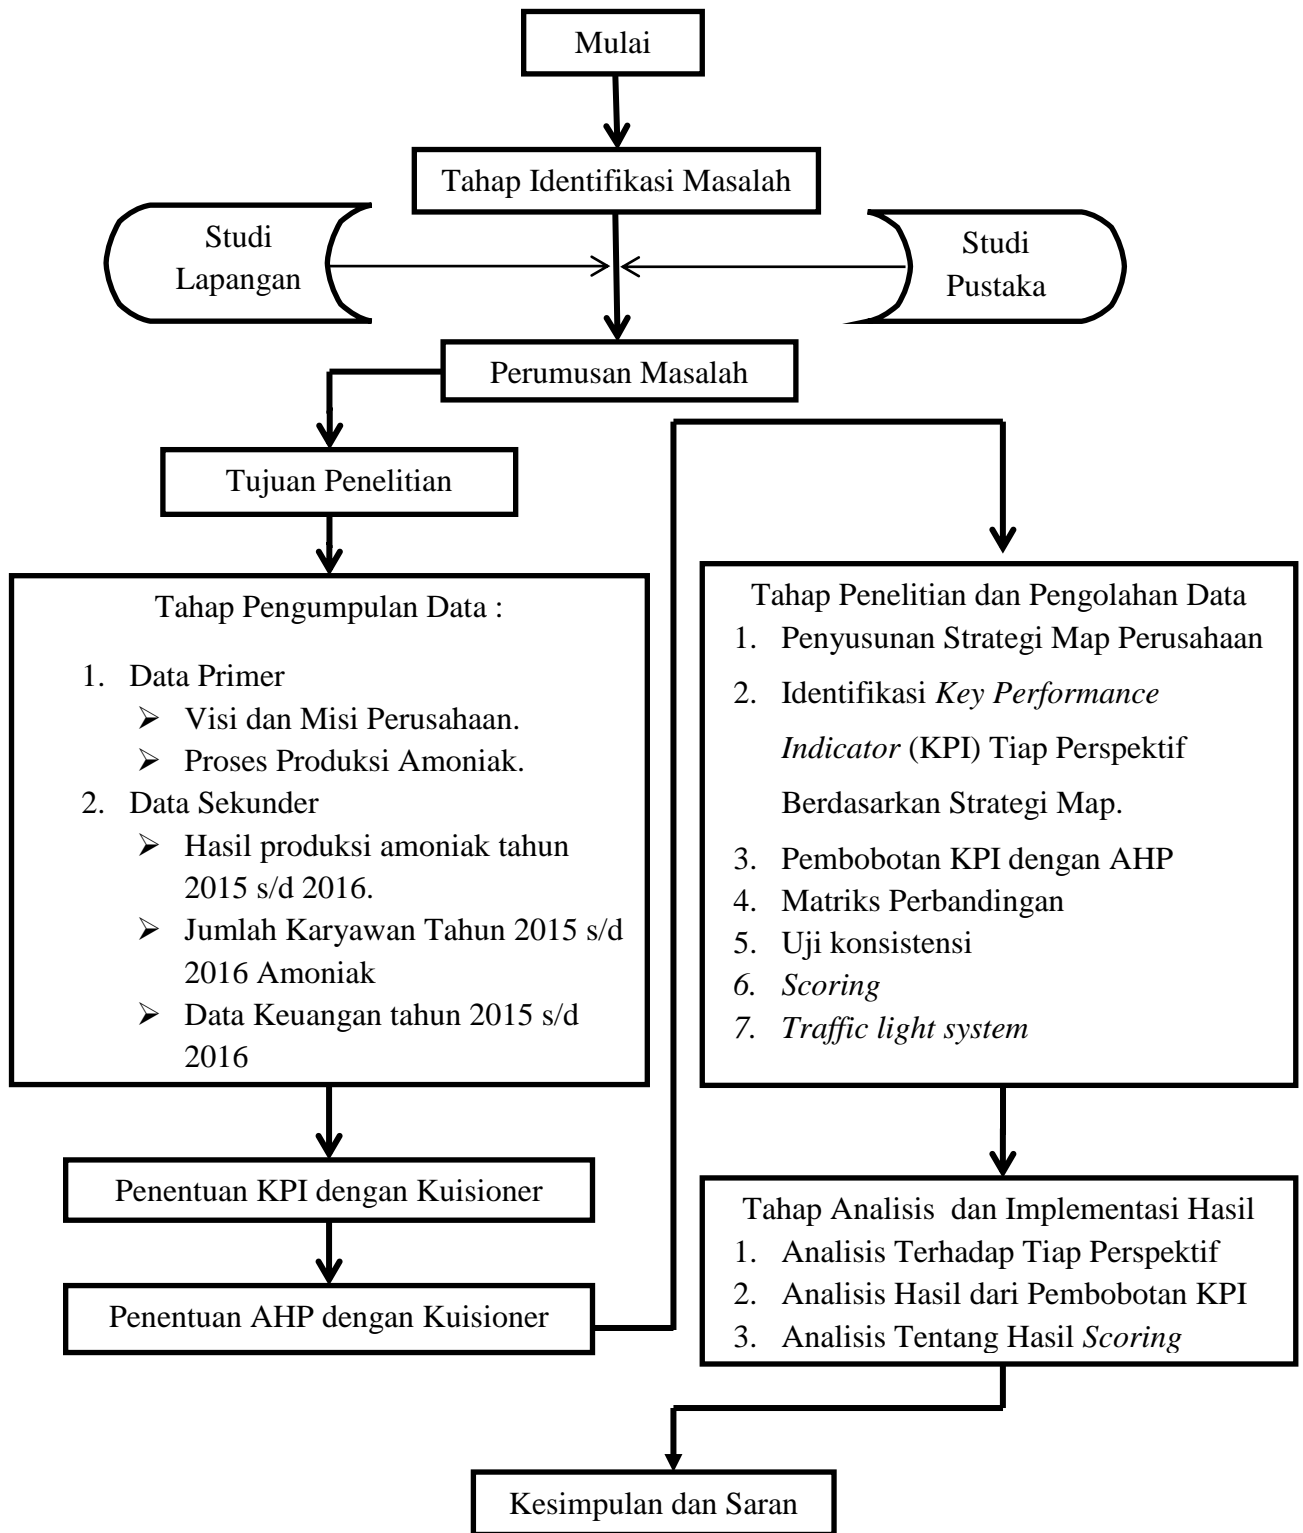 Mulai
Tahap Identifikasi Masalah
Studi
Lapangan
Studi
Pustaka
Perumusan Masalah
Tujuan Penelitian
Tahap Pengumpulan Data :
1. Data Primer
➢ Visi dan Misi Perusahaan.
➢ Proses Produksi Amoniak.
2. Data Sekunder
➢ Hasil produksi amoniak tahun
2015 s/d 2016.
➢ Jumlah Karyawan Tahun 2015 s/d
2016 Amoniak
➢ Data Keuangan tahun 2015 s/d
2016
Penentuan KPI dengan Kuisioner
Penentuan AHP dengan Kuisioner
Tahap Penelitian dan Pengolahan Data
1. Penyusunan Strategi Map Perusahaan
2. Identifikasi Key Performance
Indicator (KPI) Tiap Perspektif
Berdasarkan Strategi Map.
3. Pembobotan KPI dengan AHP
4. Matriks Perbandingan
5. Uji konsistensi
6. Scoring
7. Traffic light system
Tahap Analisis dan Implementasi Hasil
1. Analisis Terhadap Tiap Perspektif
2. Analisis Hasil dari Pembobotan KPI
3. Analisis Tentang Hasil Scoring
Kesimpulan dan Saran